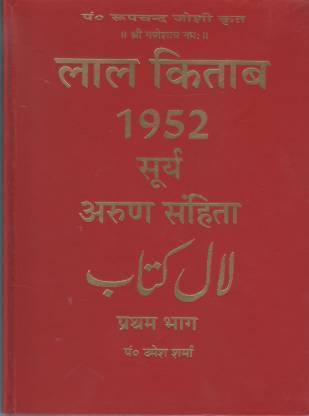 पं० रूपचन्द जोशी कृत
॥ श्री गणेशाय नमः ॥
लाल किताब
1952
सूर्य
अरुण संहिता
لال کتاب
प्रथम भाग
पं० उमेश शर्मा